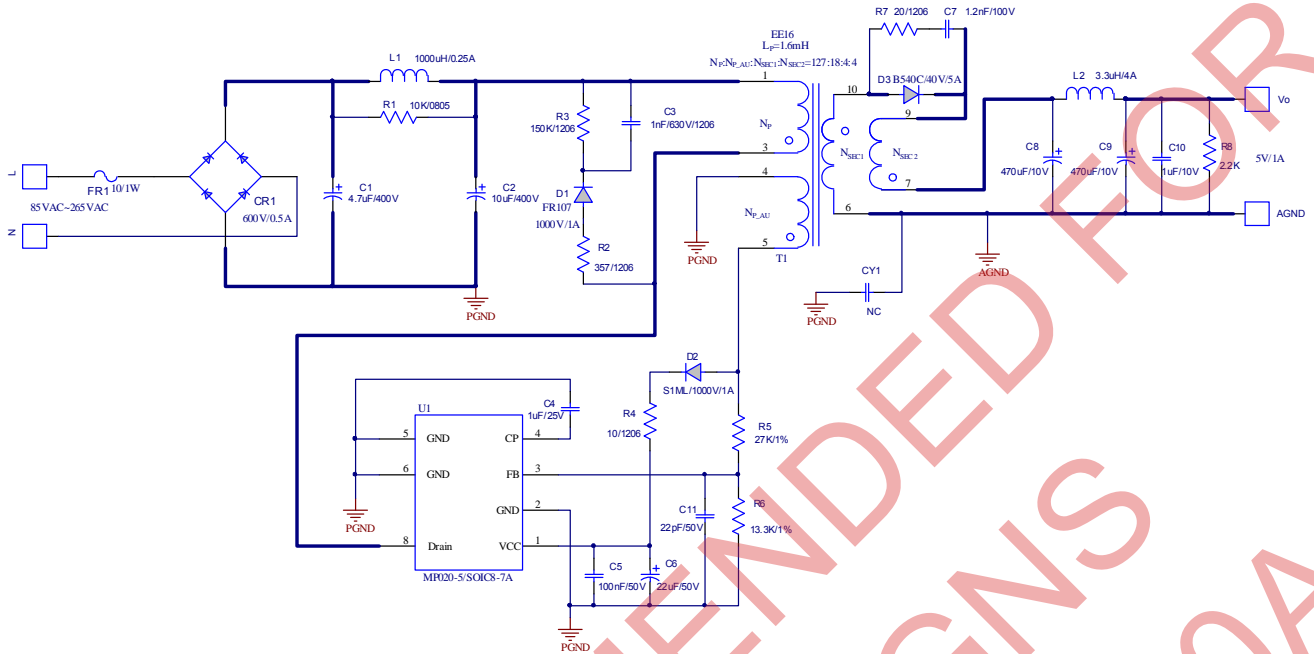 R7 20/1206
C7 1.2nF/100V
EE16
LP=1.6mH
NP:NP_AU:NSEC1:NSEC2=127:18:4:4
L1 1000uH/0.25A
R1 10K/0805
R3
150K/1206
C3
1nF/630V/1206
1
NP
3
4
NP_AU
5
T1
10
NSEC1
6
D3 B540C/40V/5A
9
NSEC2
7
L2 3.3uH/4A
Vo
C8
470uF/10V
C9
470uF/10V
C10
1uF/10V
R8
2.2K
5V/1A
AGND
AGND
L
FR1 10/1W
85VAC~265VAC
N
CR1
600V/0.5A
C1
4.7uF/400V
C2
10uF/400V
D1
FR107
1000V/1A
R2
357/1206
PGND
PGND
CY1
NC
PGND
D2
S1ML/1000V/1A
R4
10/1206
R5
27K/1%
C4
1uF/25V
U1
5 GND
CP 4
6 GND
FB 3
GND 2
8 Drain
VCC 1
MP020-5/SOIC8-7A
PGND
C11
22pF/50V
R6
13.3K/1%
C5
100nF/50V
C6
22uF/50V
PGND
ENDED FOR
GNS
0A